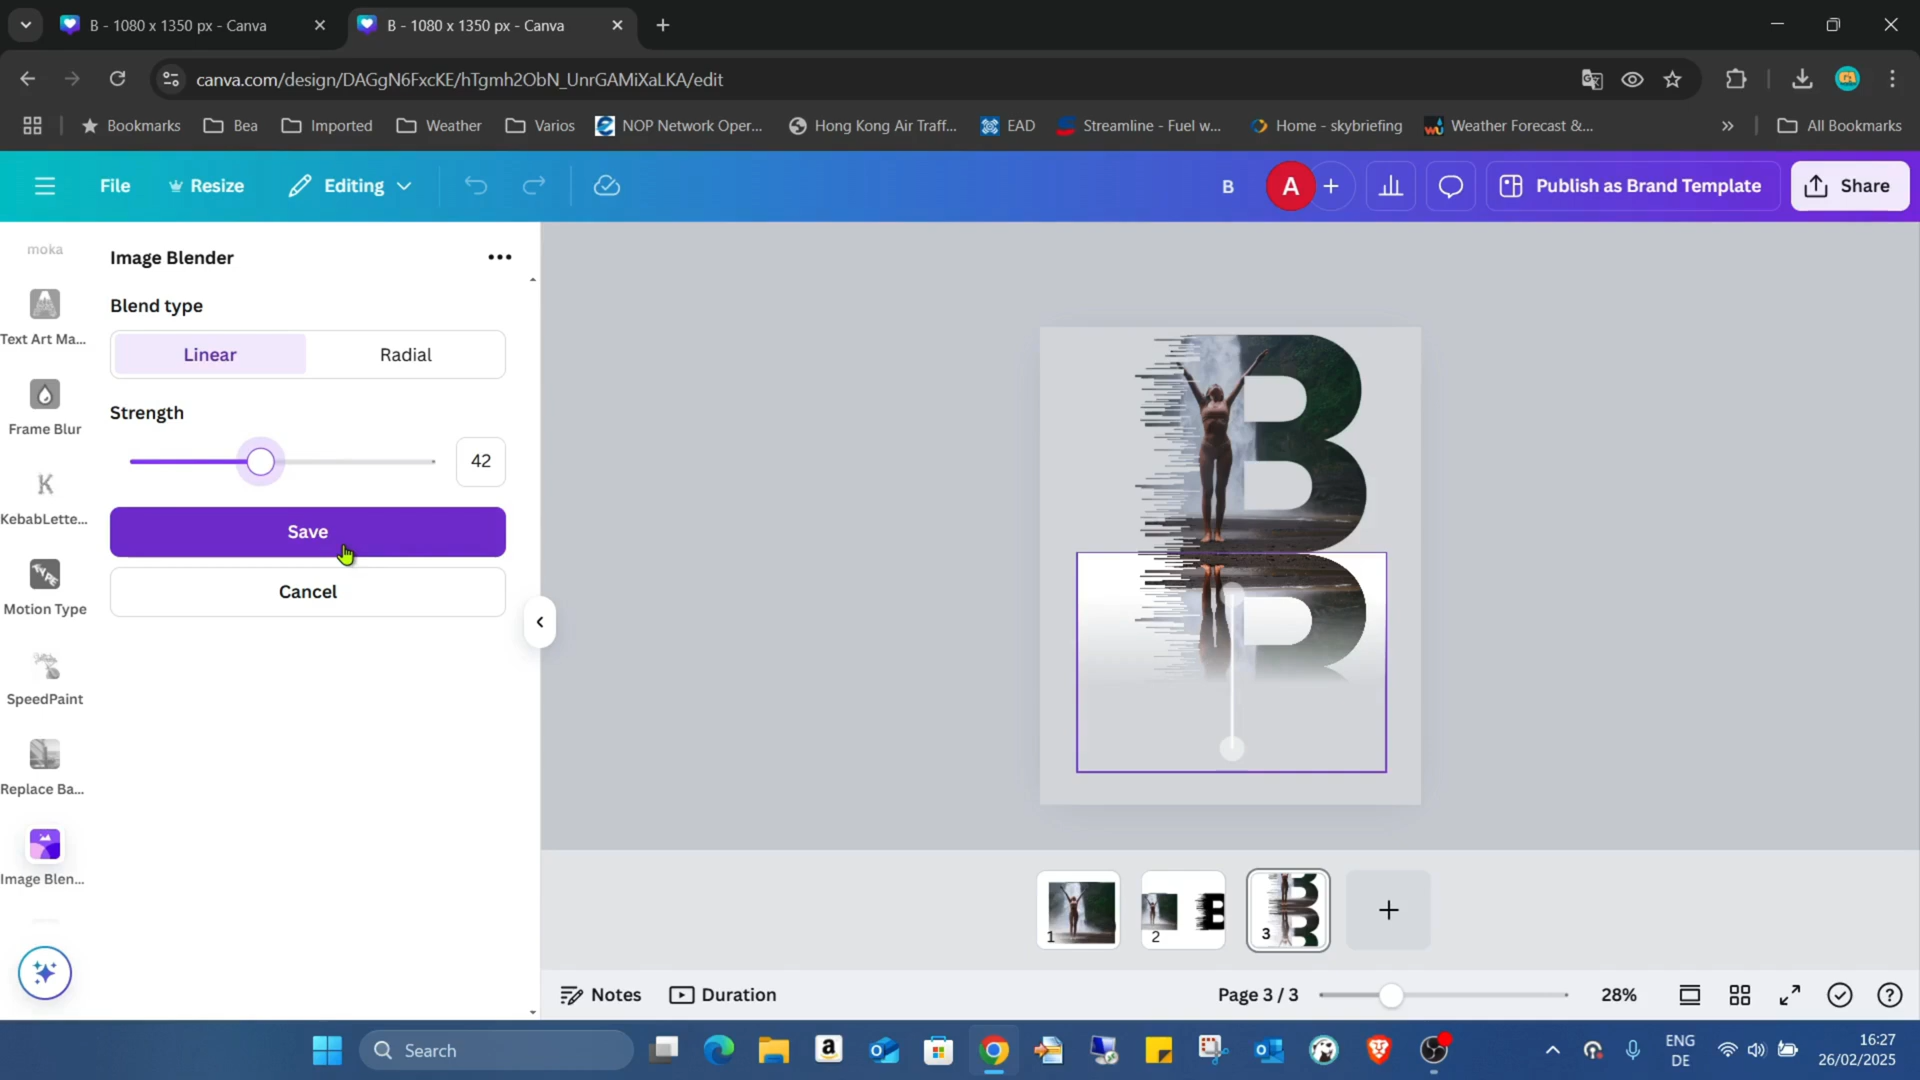 B - 1080 x 1350 px - Canva
B - 1080 x 1350 px - Canva
canva.com/design/DAGgN6FxcKE/hTgmh2ObN_UnrGAMiXaLKA/edit
Bookmarks
Bea
Imported
Weather
Varios
NOP Network Oper...
Hong Kong Air Traff...
EAD
Streamline - Fuel w...
Home - skybriefing
Weather Forecast &...
»
All Bookmarks
File
Resize
Editing
B
A
Publish as Brand Template
Share
moka
Text Art Ma...
Frame Blur
KebabLette...
Motion Type
SpeedPaint
Replace Ba...
Image Blen...
Image Blender
Blend type
Linear
Radial
Strength
42
Save
Cancel
B
1
2
3
Notes
Duration
Page 3 / 3
28%
Search
ENG
DE
16:27
26/02/2025